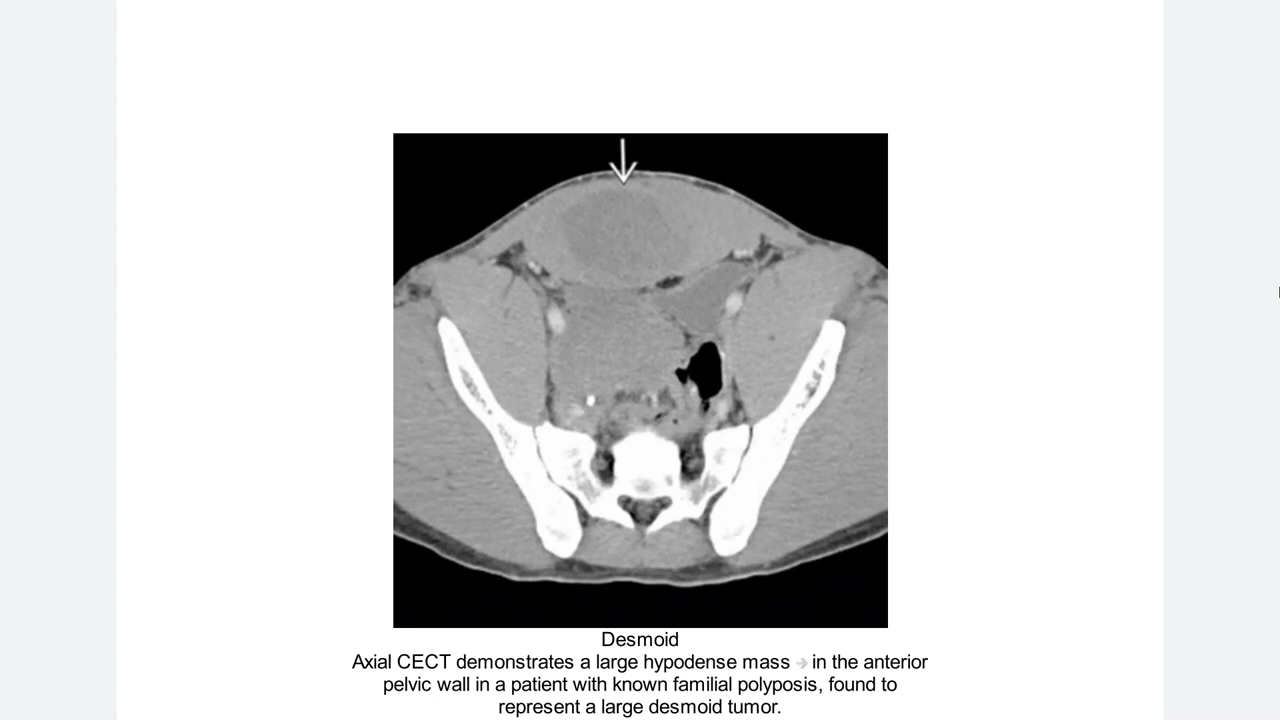 Desmoid
Axial CECT demonstrates a large hypodense mass → in the anterior
pelvic wall in a patient with known familial polyposis, found to
represent a large desmoid tumor.